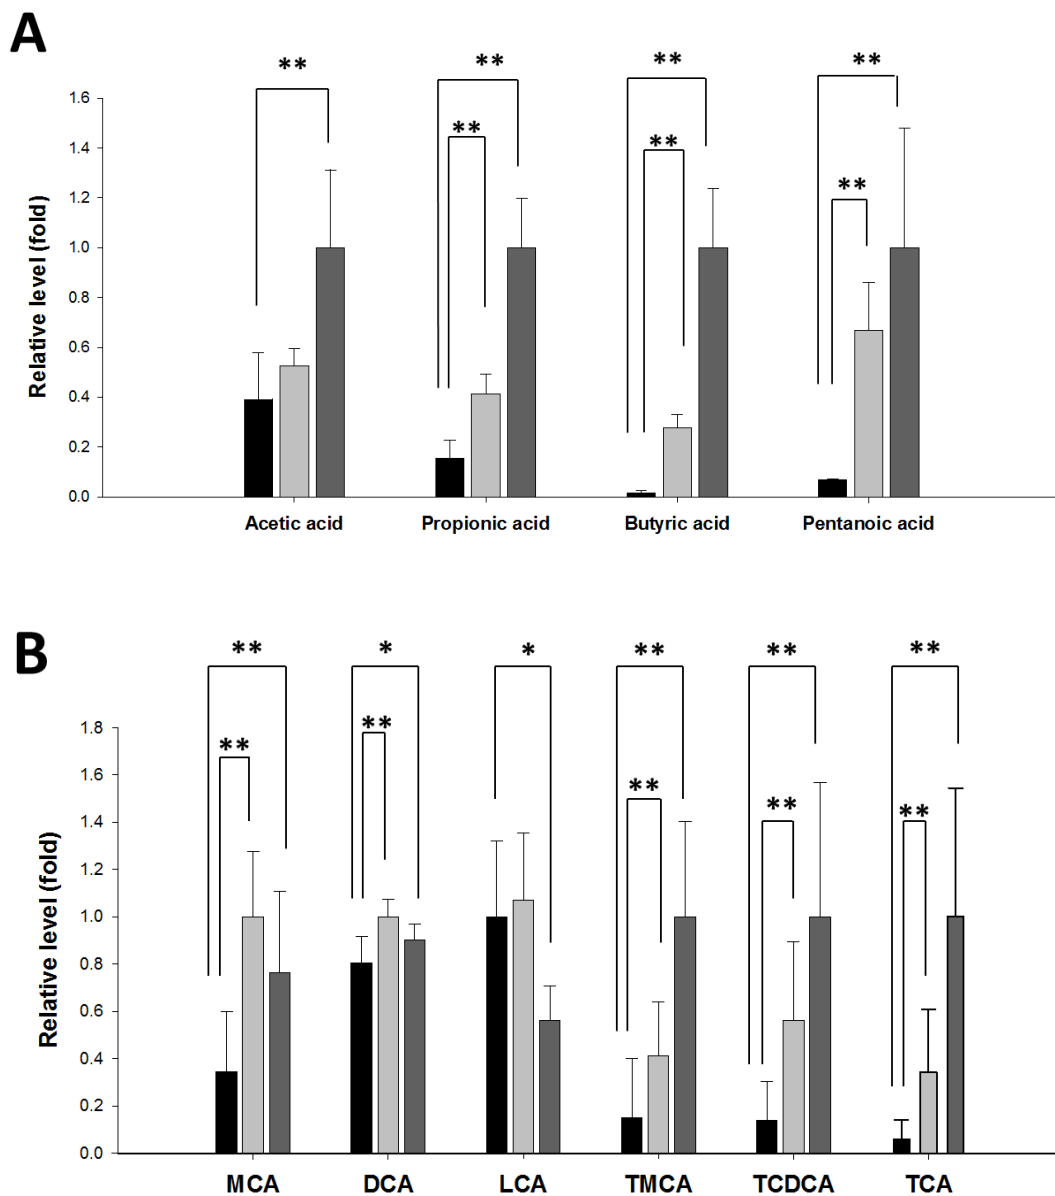 A
** ** ** **
** ** **
Relative level (fold)
1.6
1.4
1.2
1.0
0.8
0.6
0.4
0.2
0.0
Acetic acid Propionic acid Butyric acid Pentanoic acid
B
** * * ** ** **
** ** ** ** **
Relative level (fold)
1.8
1.6
1.4
1.2
1.0
0.8
0.6
0.4
0.2
0.0
MCA DCA LCA TMCA TCDCA TCA